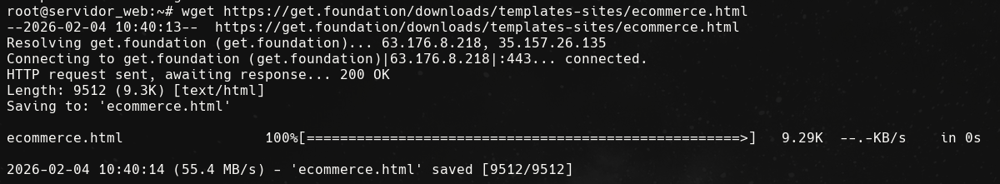 root@servidor_web:~# wget https://get.foundation/downloads/templates-sites/ecommerce.html
--2026-02-04 10:40:13--  https://get.foundation/downloads/templates-sites/ecommerce.html
Resolving get.foundation (get.foundation)... 63.176.8.218, 35.157.26.135
Connecting to get.foundation (get.foundation)|63.176.8.218|:443... connected.
HTTP request sent, awaiting response... 200 OK
Length: 9512 (9.3K) [text/html]
Saving to: 'ecommerce.html'

ecommerce.html                 100%[====================================================>]   9.29K  --.-KB/s    in 0s

2026-02-04 10:40:14 (55.4 MB/s) - 'ecommerce.html' saved [9512/9512]